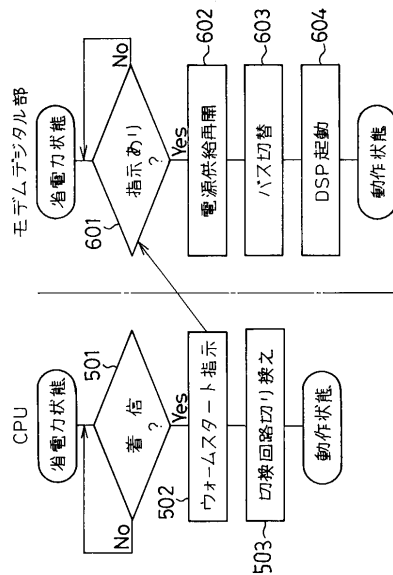 CPU
省電力状態
501
着信
?
No
Yes
502
ウォームスタート指示
503
切換回路切り換え
動作状態
モデムデジタル部
省電力状態
601
指示あり
?
No
Yes
電源供給再開
602
バス切替
603
DSP起動
604
動作状態